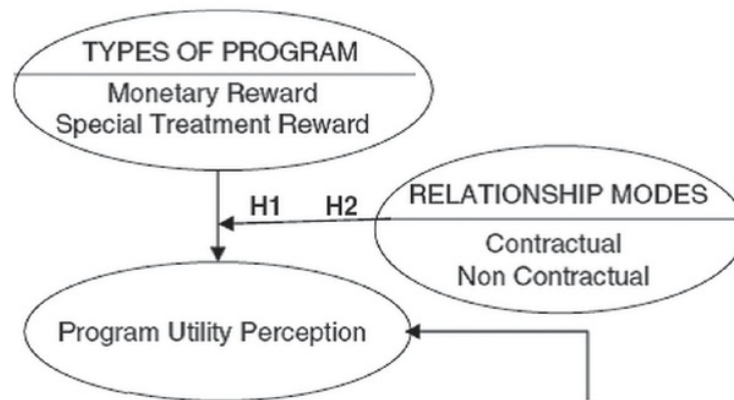 TYPES OF PROGRAM
Monetary Reward
Special Treatment Reward
H1 H2
RELATIONSHIP MODES
Contractual
Non Contractual
Program Utility Perception